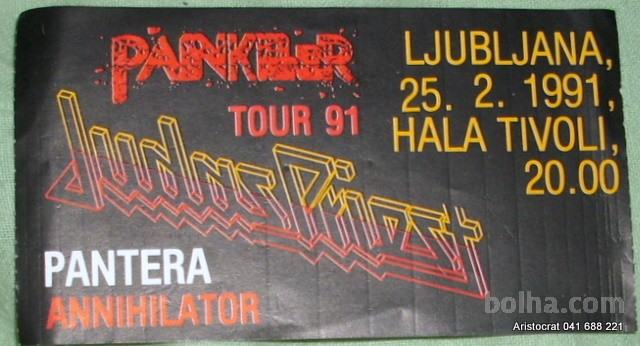 PAINKILLER
TOUR 91
LJUBLJANA,
25. 2. 1991,
HALA TIVOLI,
20.00
Judas Priest
PANTERA
ANNIHILATOR
bolha.com
Aristocrat 041 688 221